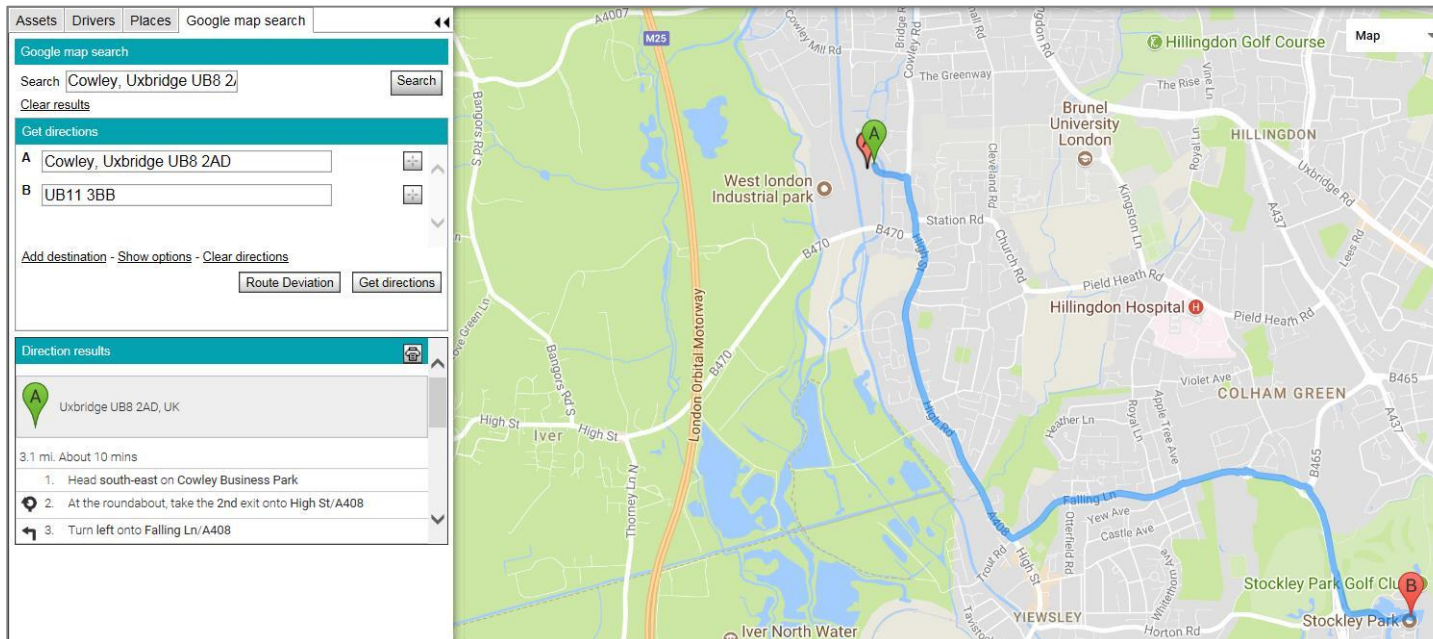 Assets Drivers Places Google map search
Google map search
Search Cowley, Uxbridge UB8 2 Search
Clear results
Get directions
A Cowley, Uxbridge UB8 2AD
B UB11 3BB
Add destination - Show options - Clear directions
Route Deviation Get directions
Direction results
A Uxbridge UB8 2AD, UK
3.1 mi. About 10 mins
1. Head south-east on Cowley Business Park
2. At the roundabout, take the 2nd exit onto High St/A408
3. Turn left onto Falling Ln/A408
A4007
M25
Cowley Mill Rd
Bridge Rd
Cowley Rd
The Greenway
Hillingdon Golf Course
Map
The Rise
Vine Ln
Royal Ln
Bangors Rd S
A
Brunel
University
London
HILLINGDON
Cleveland Rd
West london
Industrial park
Uxbridge Rd
Kingston Ln
A437
Station Rd
B470
B470
High St
Church Rd
Lees Rd
Pield Heath Rd
Hillingdon Hospital H
Pield Heath Rd
London Orbital Motorway
Bangors Rd S
B470
Violet Ave
B465
COLHAM GREEN
A437
High St
High St
Iver
High Rd
Heather Ln
Royal Ln
Apple Tree Ave
B465
Thorney Ln N
Falling Ln
A408
Yew Ave
Otterfield Rd
Castle Ave
Trout Rd
High St
Whitethorn Ave
Stockley Park Golf Clu
B
Stockley Park
YIEWSLEY
Horton Rd
Iver North Water